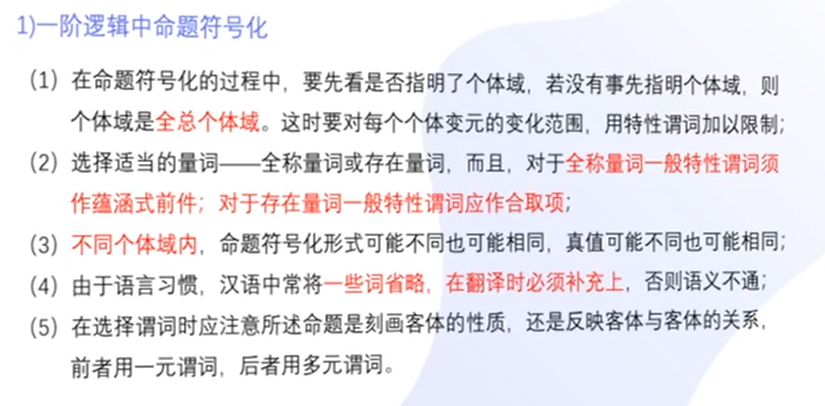 1)一阶逻辑中命题符号化
(1) 在命题符号化的过程中，要先看是否指明了个体域，若没有事先指明个体域，则
个体域是全总个体域。这时要对每个个体变元的变化范围，用特性谓词加以限制；
(2) 选择适当的量词——全称量词或存在量词，而且，对于全称量词一般特性谓词须
作蕴涵式前件；对于存在量词一般特性谓词应作合取项；
(3) 不同个体域内，命题符号化形式可能不同也可能相同，真值可能不同也可能相同；
(4) 由于语言习惯，汉语中常将一些词省略，在翻译时必须补充上，否则语义不通；
(5) 在选择谓词时应注意所述命题是刻画客体的性质，还是反映客体与客体的关系，
前者用一元谓词，后者用多元谓词。